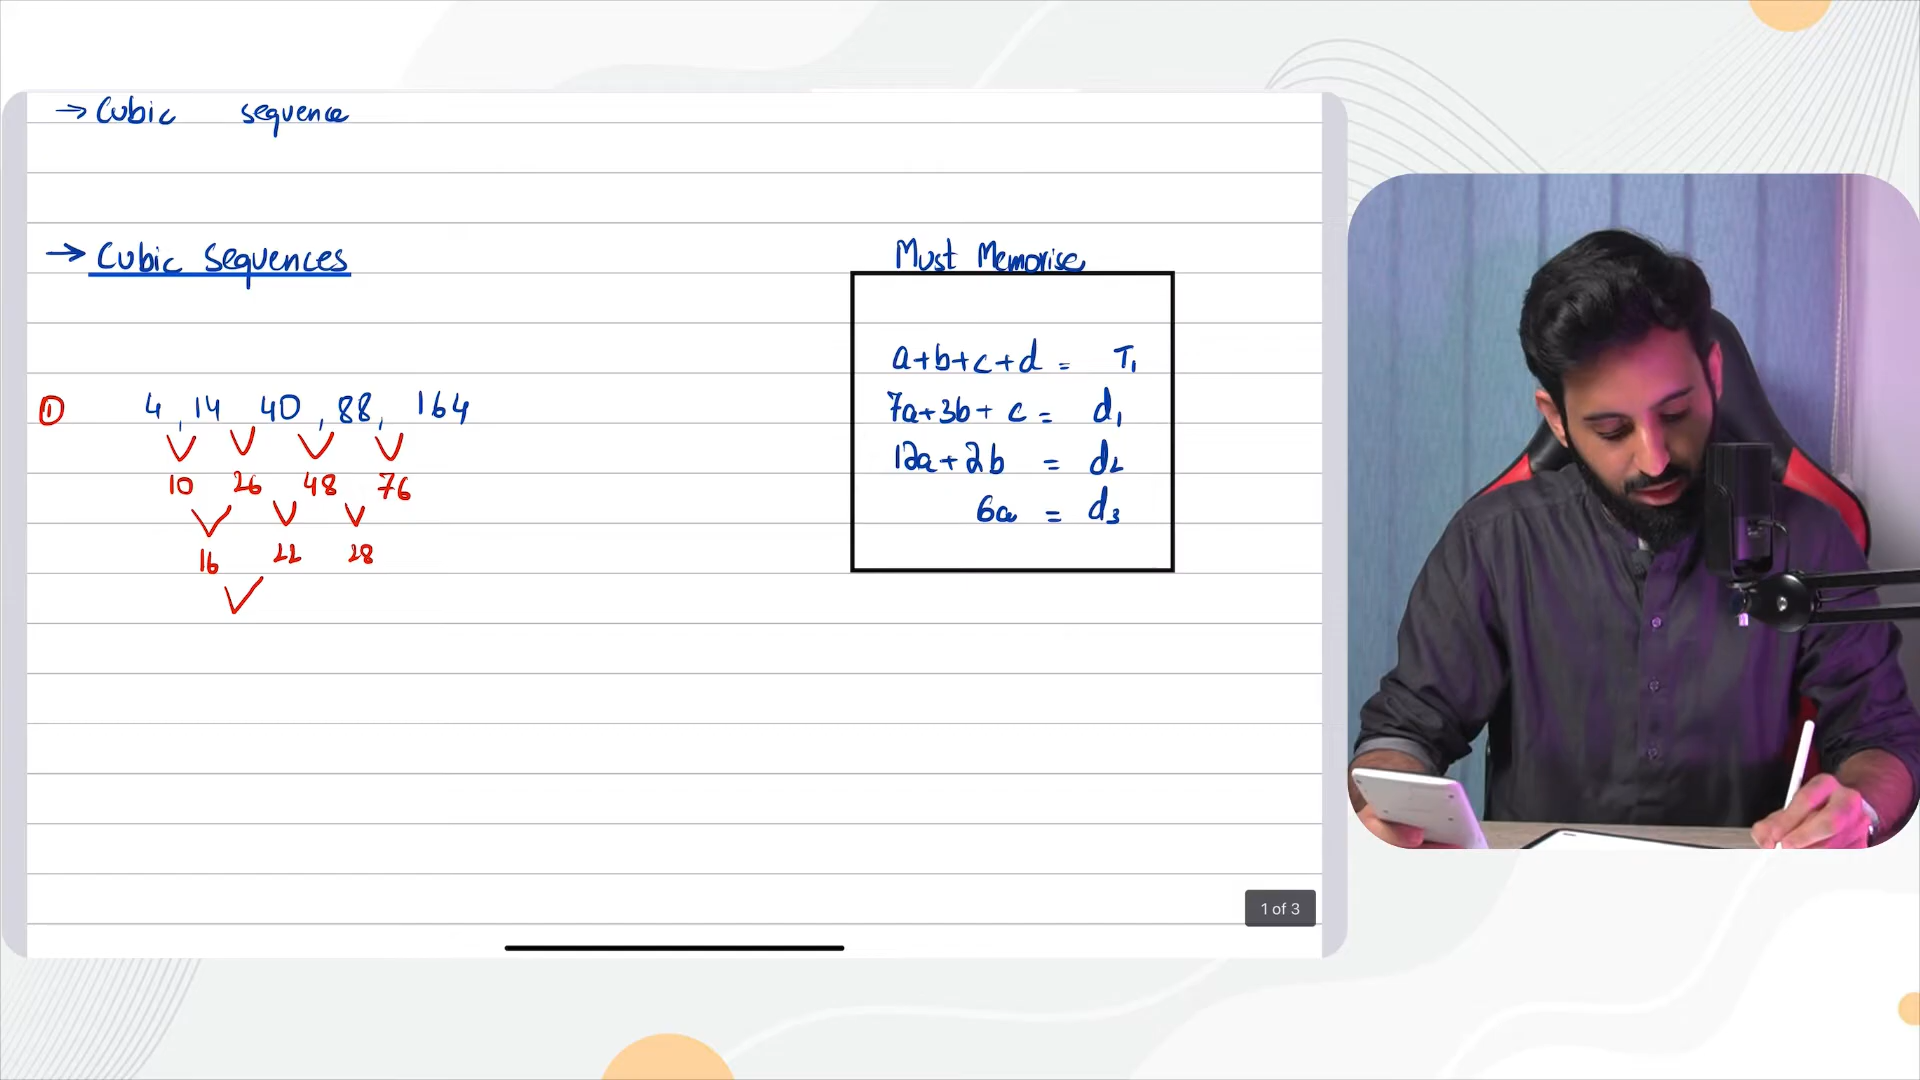 → Cubic sequence
→ Cubic Sequences
Must Memorise
a+b+c+d = T₁
7a+3b+c = d₁
12a+2b = d₂
6a = d₃
① 4, 14 40, 88, 164
10 26 48 76
16 22 28
1 of 3